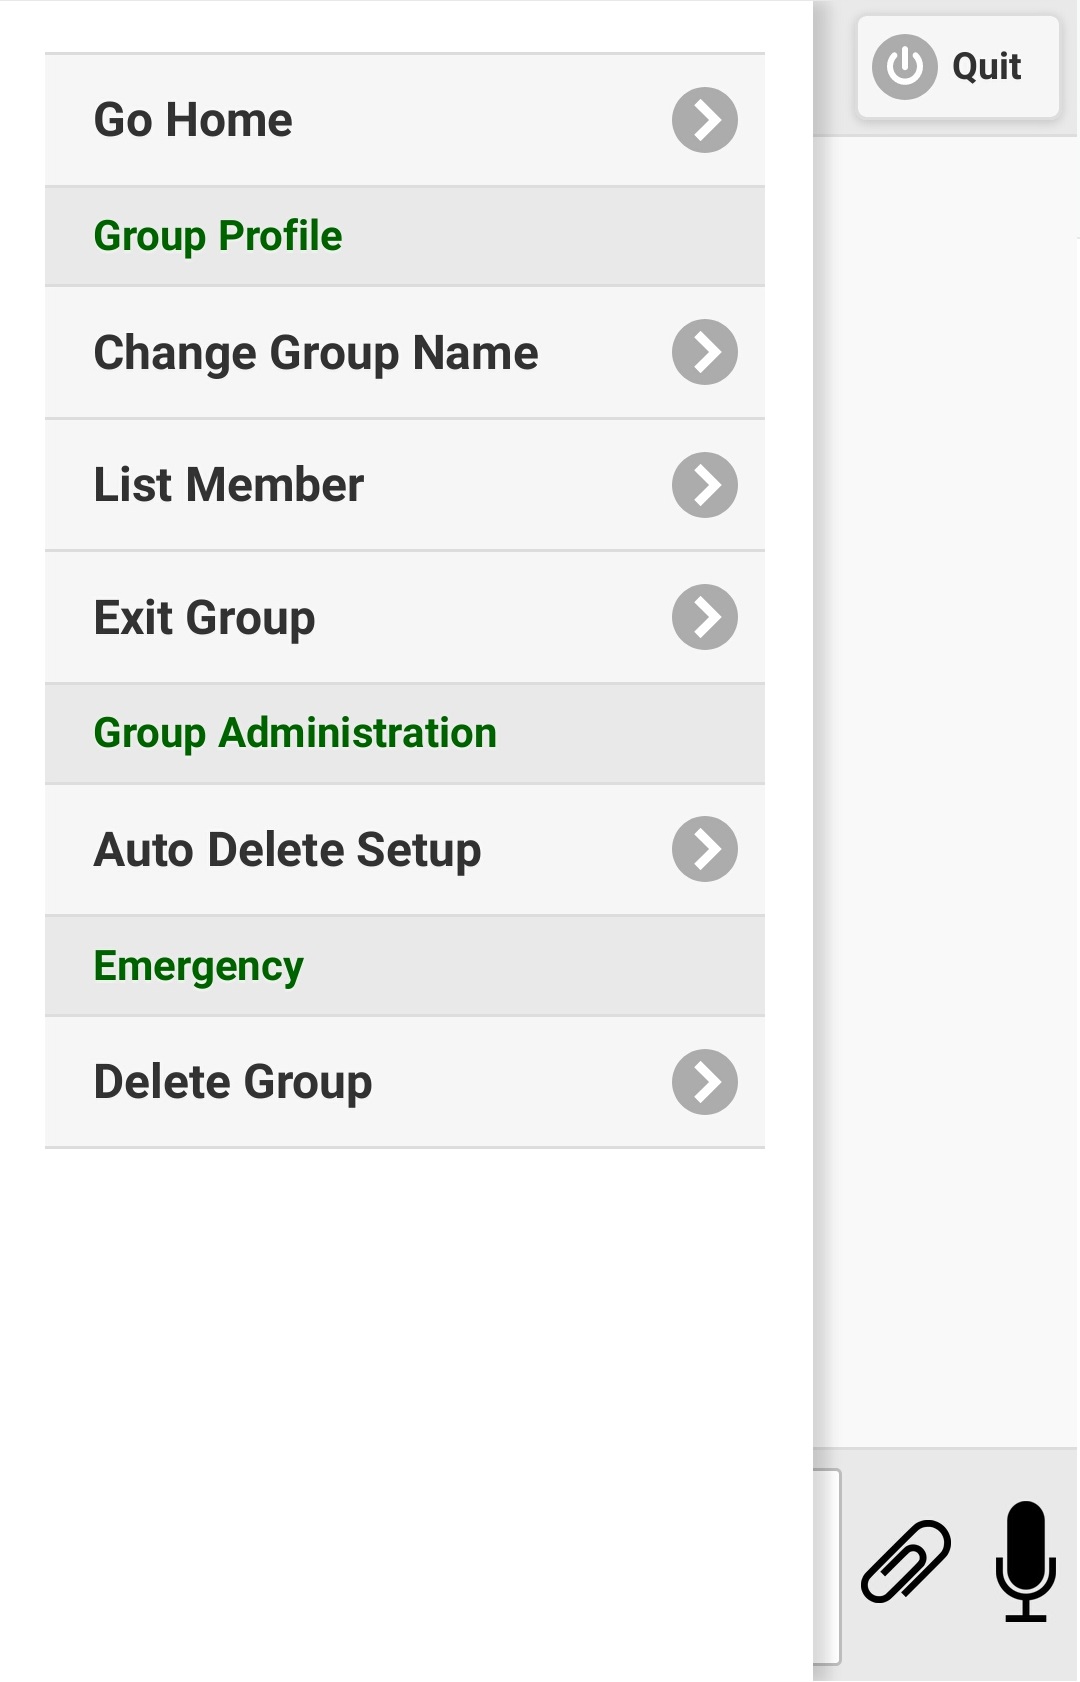 Quit
Go Home
Group Profile
Change Group Name
List Member
Exit Group
Group Administration
Auto Delete Setup
Emergency
Delete Group